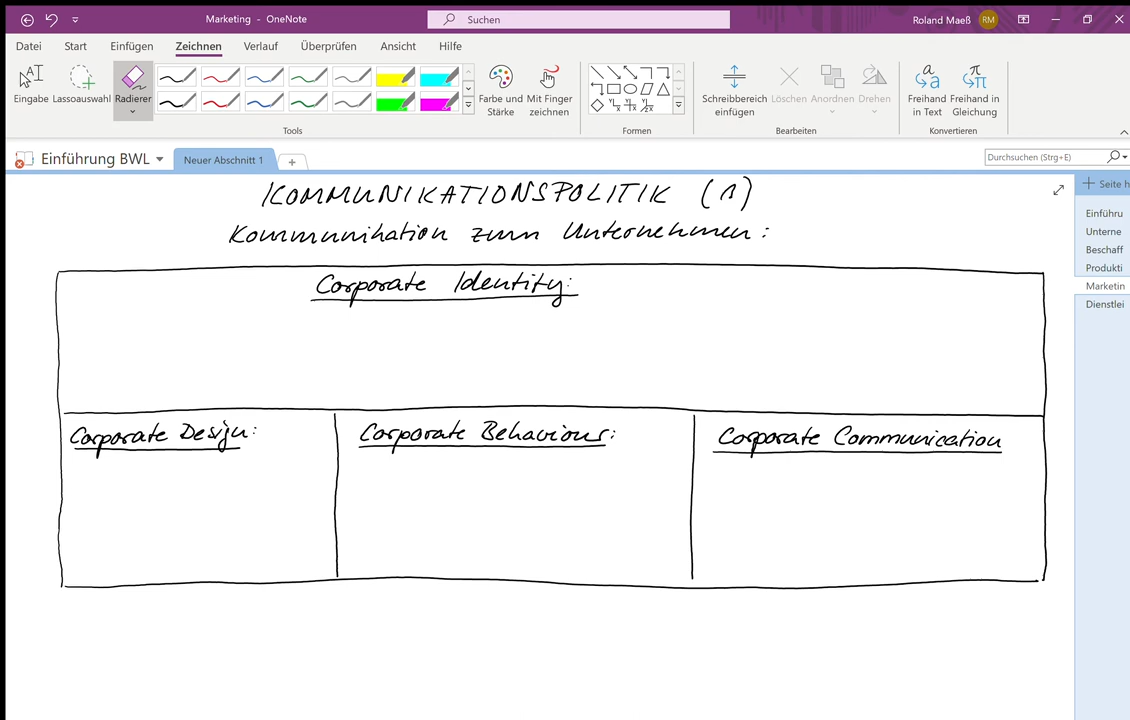 Marketing - OneNote
Suchen
Roland Maeß
RM
Datei Start Einfügen Zeichnen Verlauf Überprüfen Ansicht Hilfe
Eingabe Lassoauswahl Radierer
Farbe und Stärke
Mit Finger zeichnen
Schreibbereich einfügen
Löschen Anordnen Drehen
Freihand in Text
Freihand in Gleichung
Tools Formen Bearbeiten Konvertieren
Einführung BWL
Neuer Abschnitt 1
Durchsuchen (Strg+E)
Seite h
Einführu
Unterne
Beschaff
Produkti
Marketin
Dienstlei
KOMMUNIKATIONSPOLITIK (1)
Kommunikation zum Unternehmen:
Corporate Identity:
Corporate Design:
Corporate Behaviour:
Corporate Communication